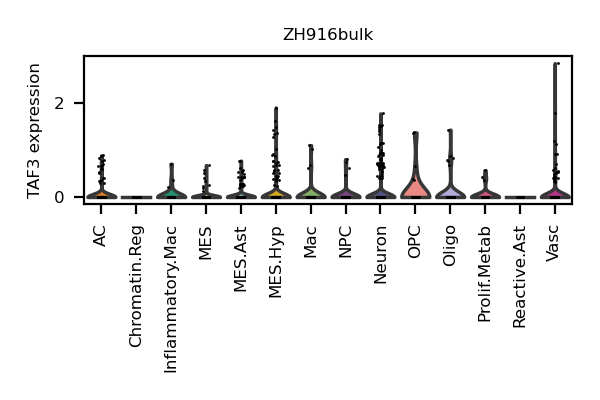 ZH916bulk
TAF3 expression
2
0
AC
Chromatin.Reg
Inflammatory.Mac
MES
MES.Ast
MES.Hyp
Mac
NPC
Neuron
OPC
Oligo
Prolif.Metab
Reactive.Ast
Vasc